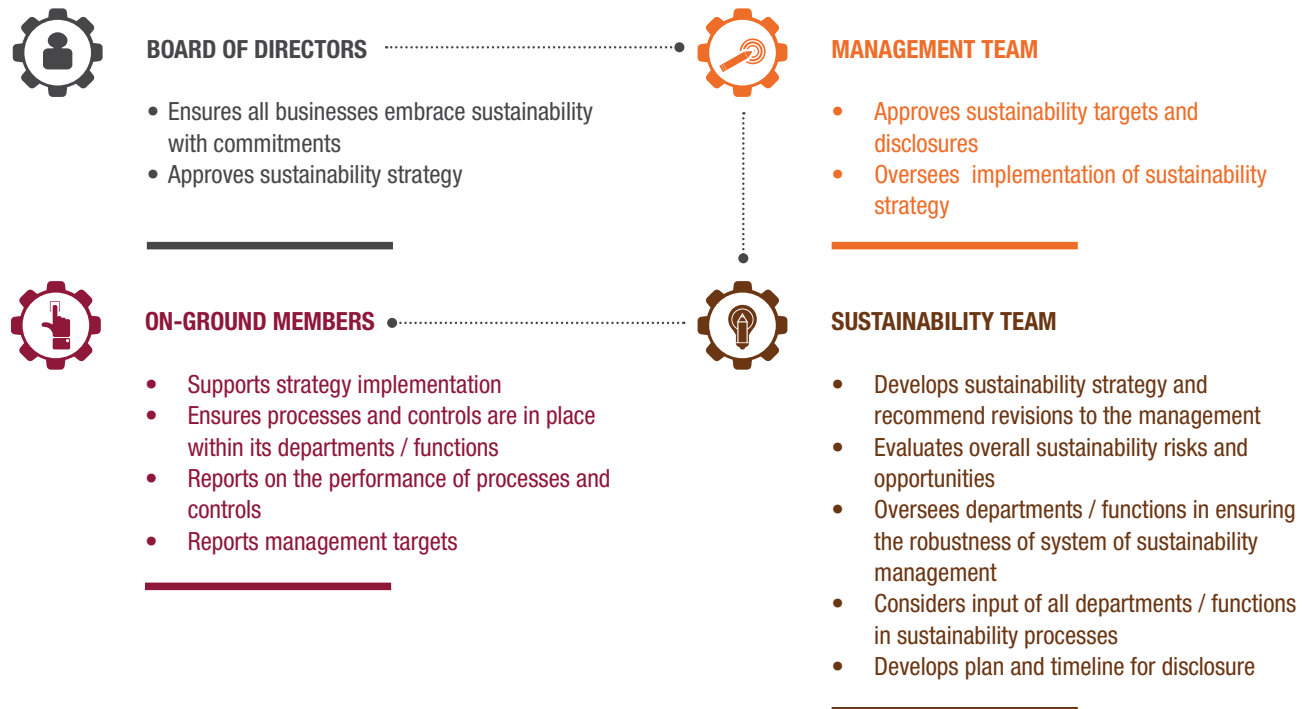 BOARD OF DIRECTORS
• Ensures all businesses embrace sustainability
with commitments
• Approves sustainability strategy
MANAGEMENT TEAM
• Approves sustainability targets and
disclosures
• Oversees implementation of sustainability
strategy
ON-GROUND MEMBERS
• Supports strategy implementation
• Ensures processes and controls are in place
within its departments / functions
• Reports on the performance of processes and
controls
• Reports management targets
SUSTAINABILITY TEAM
• Develops sustainability strategy and
recommend revisions to the management
• Evaluates overall sustainability risks and
opportunities
• Oversees departments / functions in ensuring
the robustness of system of sustainability
management
• Considers input of all departments / functions
in sustainability processes
• Develops plan and timeline for disclosure